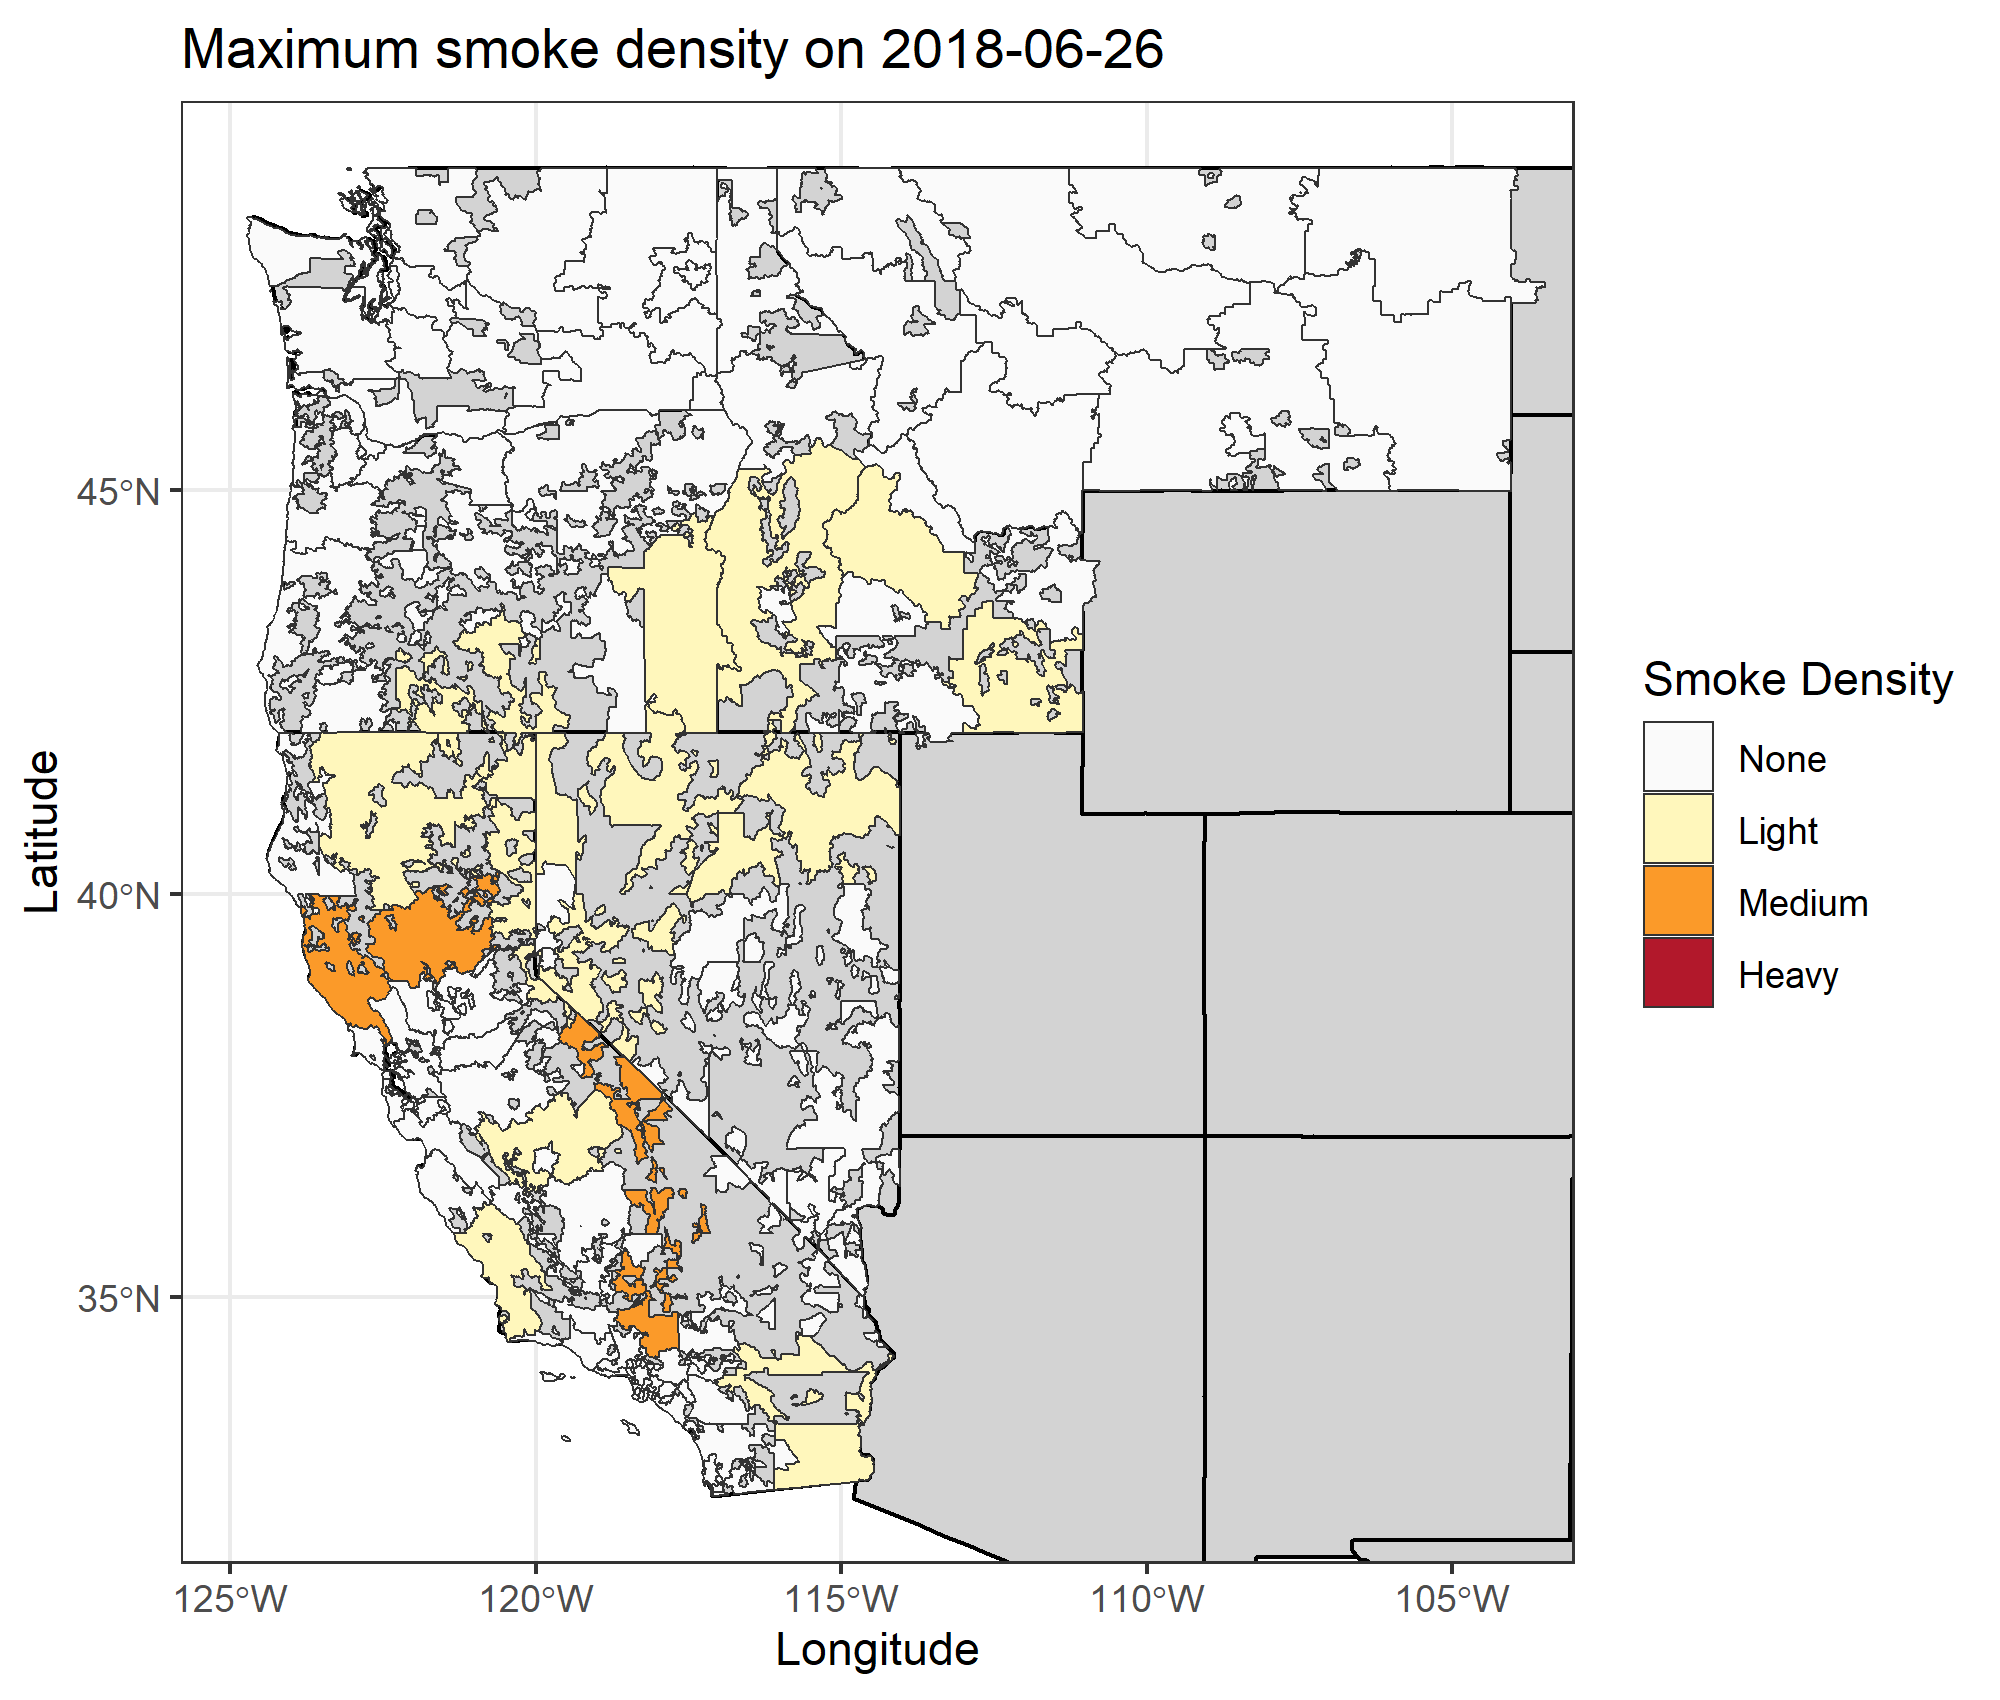 Maximum smoke density on 2018-06-26
Latitude
45°N
40°N
35°N
125°W
120°W
115°W
110°W
105°W
Longitude
Smoke Density
None
Light
Medium
Heavy